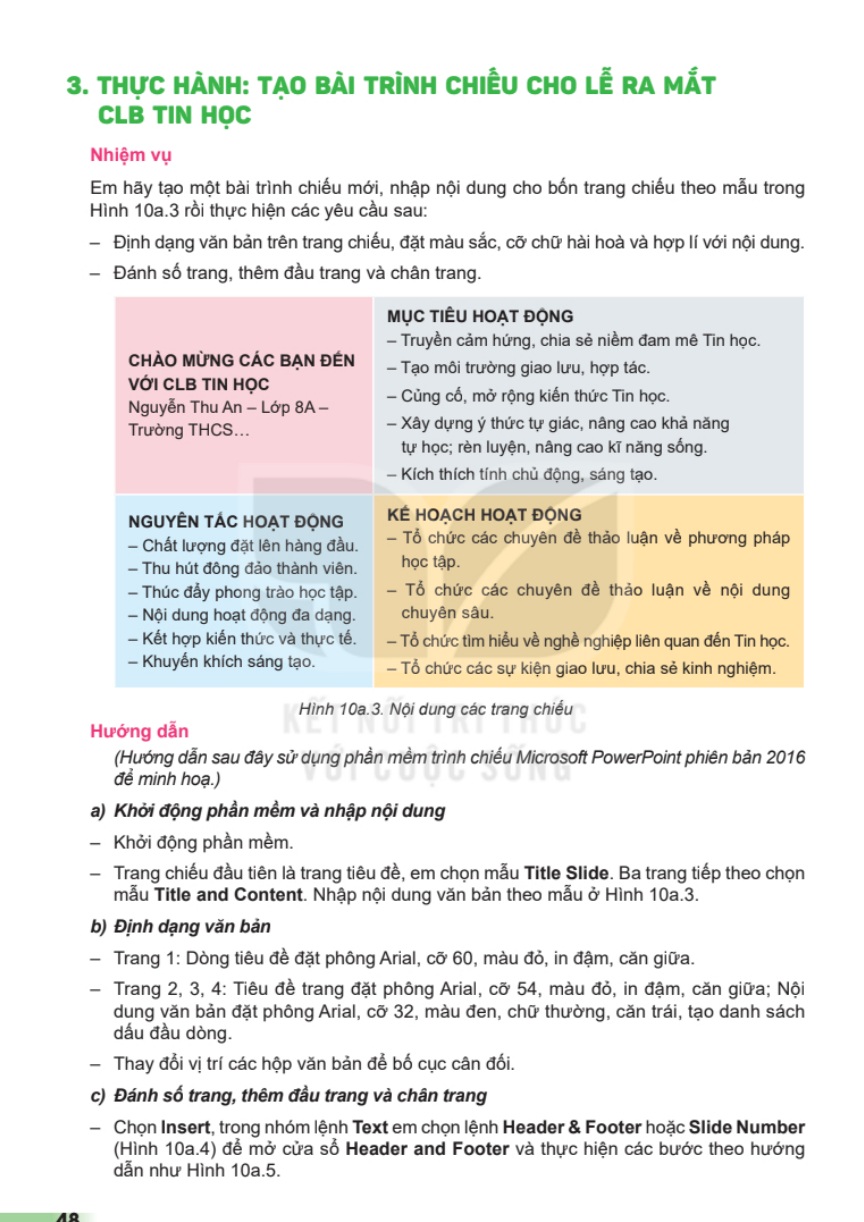 3. THỰC HÀNH: TẠO BÀI TRÌNH CHIẾU CHO LỄ RA MẮT
CLB TIN HỌC
Nhiệm vụ
Em hãy tạo một bài trình chiếu mới, nhập nội dung cho bốn trang chiếu theo mẫu trong
Hình 10a.3 rồi thực hiện các yêu cầu sau:
– Định dạng văn bản trên trang chiếu, đặt màu sắc, cỡ chữ hài hoà và hợp lí với nội dung.
– Đánh số trang, thêm đầu trang và chân trang.
CHÀO MỪNG CÁC BẠN ĐẾN
VỚI CLB TIN HỌC
Nguyễn Thu An – Lớp 8A –
Trường THCS…
MỤC TIÊU HOẠT ĐỘNG
– Truyền cảm hứng, chia sẻ niềm đam mê Tin học.
– Tạo môi trường giao lưu, hợp tác.
– Củng cố, mở rộng kiến thức Tin học.
– Xây dựng ý thức tự giác, nâng cao khả năng
tự học; rèn luyện, nâng cao kĩ năng sống.
– Kích thích tính chủ động, sáng tạo.
NGUYÊN TẮC HOẠT ĐỘNG
– Chất lượng đặt lên hàng đầu.
– Thu hút đông đảo thành viên.
– Thúc đẩy phong trào học tập.
– Nội dung hoạt động đa dạng.
– Kết hợp kiến thức và thực tế.
– Khuyến khích sáng tạo.
KẾ HOẠCH HOẠT ĐỘNG
– Tổ chức các chuyên đề thảo luận về phương pháp
học tập.
– Tổ chức các chuyên đề thảo luận về nội dung
chuyên sâu.
– Tổ chức tìm hiểu về nghề nghiệp liên quan đến Tin học.
– Tổ chức các sự kiện giao lưu, chia sẻ kinh nghiệm.
Hình 10a.3. Nội dung các trang chiếu
KẾT NỐI TRI THỨC
VỚI CUỘC SỐNG
Hướng dẫn
(Hướng dẫn sau đây sử dụng phần mềm trình chiếu Microsoft PowerPoint phiên bản 2016
để minh hoạ.)
a) Khởi động phần mềm và nhập nội dung
– Khởi động phần mềm.
– Trang chiếu đầu tiên là trang tiêu đề, em chọn mẫu Title Slide. Ba trang tiếp theo chọn
mẫu Title and Content. Nhập nội dung văn bản theo mẫu ở Hình 10a.3.
b) Định dạng văn bản
– Trang 1: Dòng tiêu đề đặt phông Arial, cỡ 60, màu đỏ, in đậm, căn giữa.
– Trang 2, 3, 4: Tiêu đề trang đặt phông Arial, cỡ 54, màu đỏ, in đậm, căn giữa; Nội
dung văn bản đặt phông Arial, cỡ 32, màu đen, chữ thường, căn trái, tạo danh sách
dấu đầu dòng.
– Thay đổi vị trí các hộp văn bản để bố cục cân đối.
c) Đánh số trang, thêm đầu trang và chân trang
– Chọn Insert, trong nhóm lệnh Text em chọn lệnh Header & Footer hoặc Slide Number
(Hình 10a.4) để mở cửa sổ Header and Footer và thực hiện các bước theo hướng
dẫn như Hình 10a.5.
48